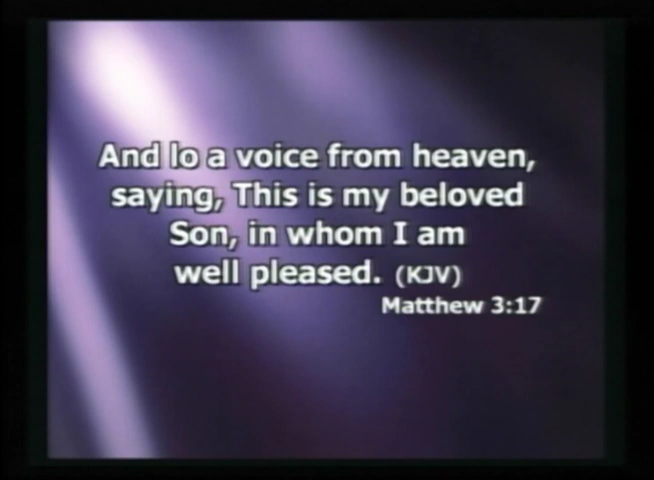 And lo a voice from heaven,
saying, This is my beloved
Son, in whom I am
well pleased. (KJV)
Matthew 3:17